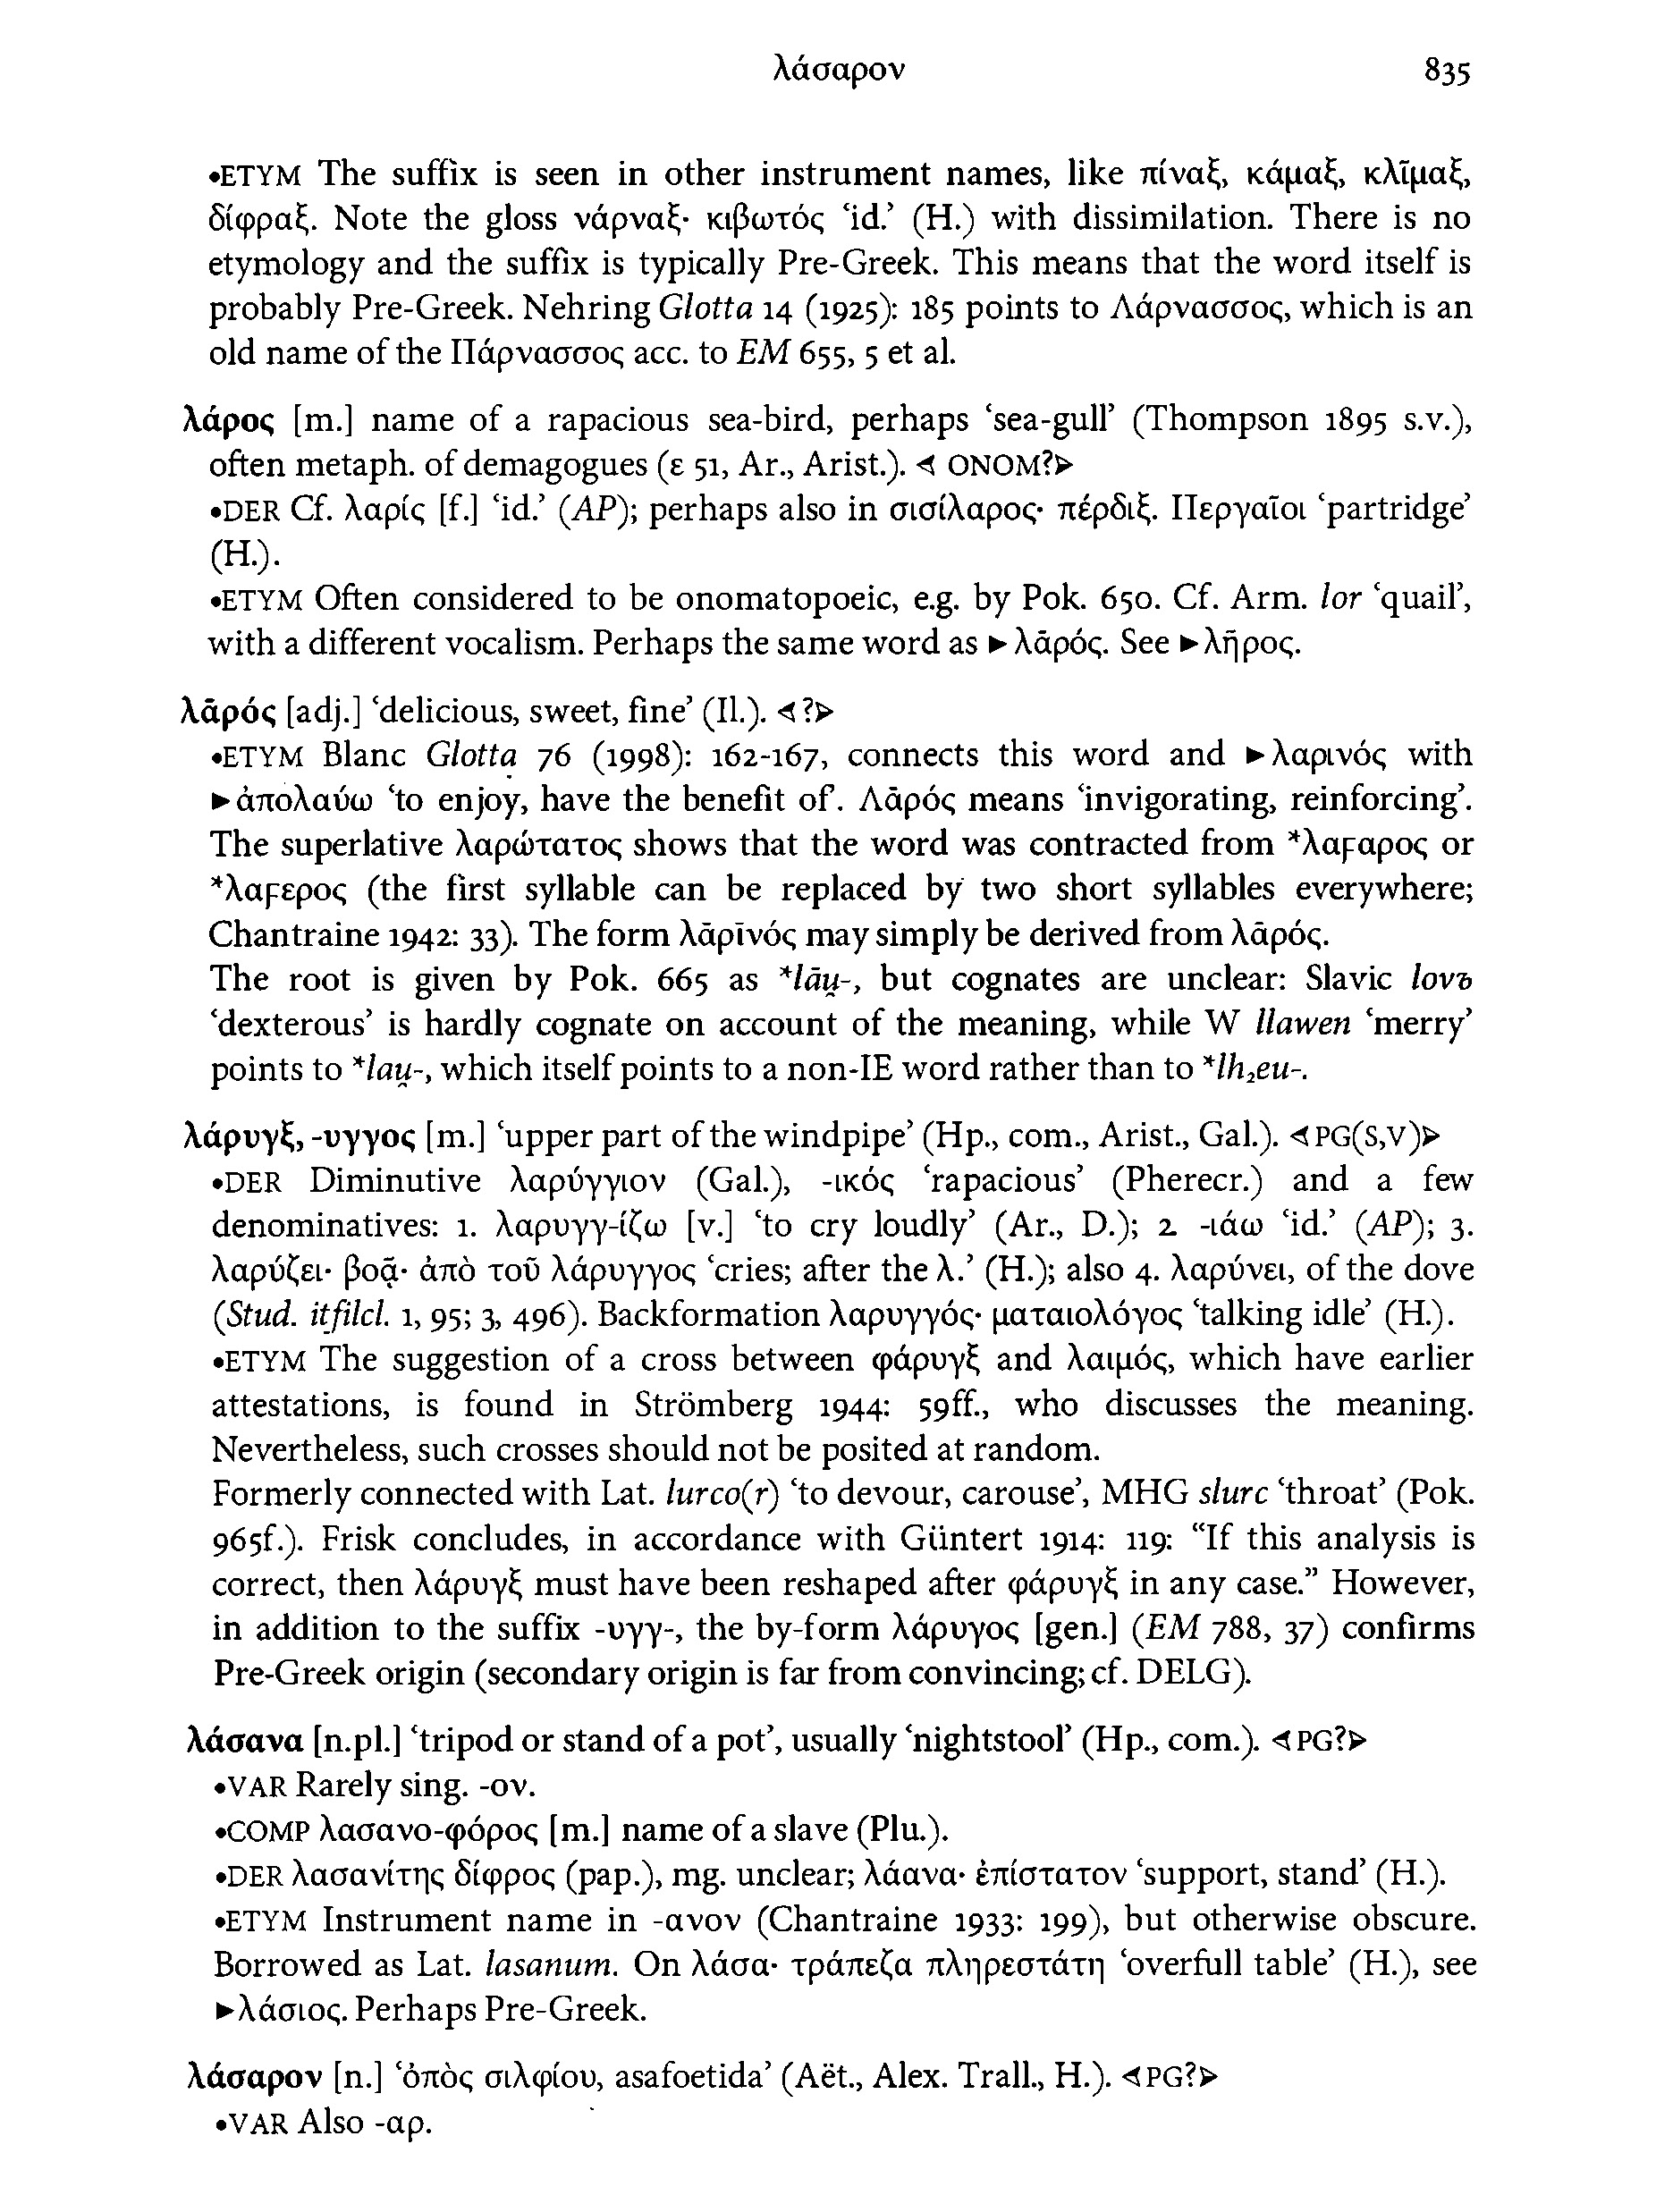 λάσαρον 835
•ETYM The suffix is seen in other instrument names, like πίναξ, κάμαξ, κλῖμαξ,
δίφραξ. Note the gloss νάρναξ· κιβωτός ‘id.’ (H.) with dissimilation. There is no
etymology and the suffix is typically Pre-Greek. This means that the word itself is
probably Pre-Greek. Nehring Glotta 14 (1925): 185 points to Λάρνασσος, which is an
old name of the Πάρνασσος acc. to EM 655, 5 et al.
λάρος [m.] name of a rapacious sea-bird, perhaps ‘sea-gull’ (Thompson 1895 s.v.),
often metaph. of demagogues (ε 51, Ar., Arist.). ⊲ ONOM?⊳
•DER Cf. λαρίς [f.] ‘id.’ (AP); perhaps also in σισίλαρος· πέρδιξ. Περγαῖοι ‘partridge’
(H.).
•ETYM Often considered to be onomatopoeic, e.g. by Pok. 650. Cf. Arm. lor ‘quail’,
with a different vocalism. Perhaps the same word as ►λᾱρός. See ►λῆρος.
λᾱρός [adj.] ‘delicious, sweet, fine’ (Il.). ⊲?⊳
•ETYM Blanc Glotta 76 (1998): 162-167, connects this word and ►λαρινός with
►ἀπολαύω ‘to enjoy, have the benefit of’. Λᾱρός means ‘invigorating, reinforcing’.
The superlative λαρώτατος shows that the word was contracted from *λαϝαρος or
*λαϝερος (the first syllable can be replaced by two short syllables everywhere;
Chantraine 1942: 33). The form λᾱρῑνός may simply be derived from λᾱρός.
The root is given by Pok. 665 as *lāu̯-, but cognates are unclear: Slavic lovъ
‘dexterous’ is hardly cognate on account of the meaning, while W llawen ‘merry’
points to *lau̯-, which itself points to a non-IE word rather than to *lh₂eu-.
λάρυγξ, -υγγος [m.] ‘upper part of the windpipe’ (Hp., com., Arist., Gal.). ⊲PG(S,V)⊳
•DER Diminutive λαρύγγιον (Gal.), -ικός ‘rapacious’ (Pherecr.) and a few
denominatives: 1. λαρυγγ-ίζω [v.] ‘to cry loudly’ (Ar., D.); 2. -ιάω ‘id.’ (AP); 3.
λαρύζει· βοᾷ· ἀπὸ τοῦ λάρυγγος ‘cries; after the λ.’ (H.); also 4. λαρύνει, of the dove
(Stud. itfilcl. 1, 95; 3, 496). Backformation λαρυγγός· ματαιολόγος ‘talking idle’ (H.).
•ETYM The suggestion of a cross between φάρυγξ and λαιμός, which have earlier
attestations, is found in Strömberg 1944: 59ff., who discusses the meaning.
Nevertheless, such crosses should not be posited at random.
Formerly connected with Lat. lurco(r) ‘to devour, carouse’, MHG slurc ‘throat’ (Pok.
965f.). Frisk concludes, in accordance with Güntert 1914: 119: “If this analysis is
correct, then λάρυγξ must have been reshaped after φάρυγξ in any case.” However,
in addition to the suffix -υγγ-, the by-form λάρυγος [gen.] (EM 788, 37) confirms
Pre-Greek origin (secondary origin is far from convincing; cf. DELG).
λάσανα [n.pl.] ‘tripod or stand of a pot’, usually ‘nightstool’ (Hp., com.). ⊲PG?⊳
•VAR Rarely sing. -ον.
•COMP λασανο-φόρος [m.] name of a slave (Plu.).
•DER λασανίτης δίφρος (pap.), mg. unclear; λάανα· ἐπίστατον ‘support, stand’ (H.).
•ETYM Instrument name in -ανον (Chantraine 1933: 199), but otherwise obscure.
Borrowed as Lat. lasanum. On λάσα· τράπεζα πληρεστάτη ‘overfull table’ (H.), see
►λάσιος. Perhaps Pre-Greek.
λάσαρον [n.] ‘ὀπὸς σιλφίου, asafoetida’ (Aët., Alex. Trall., H.). ⊲PG?⊳
•VAR Also -αρ.